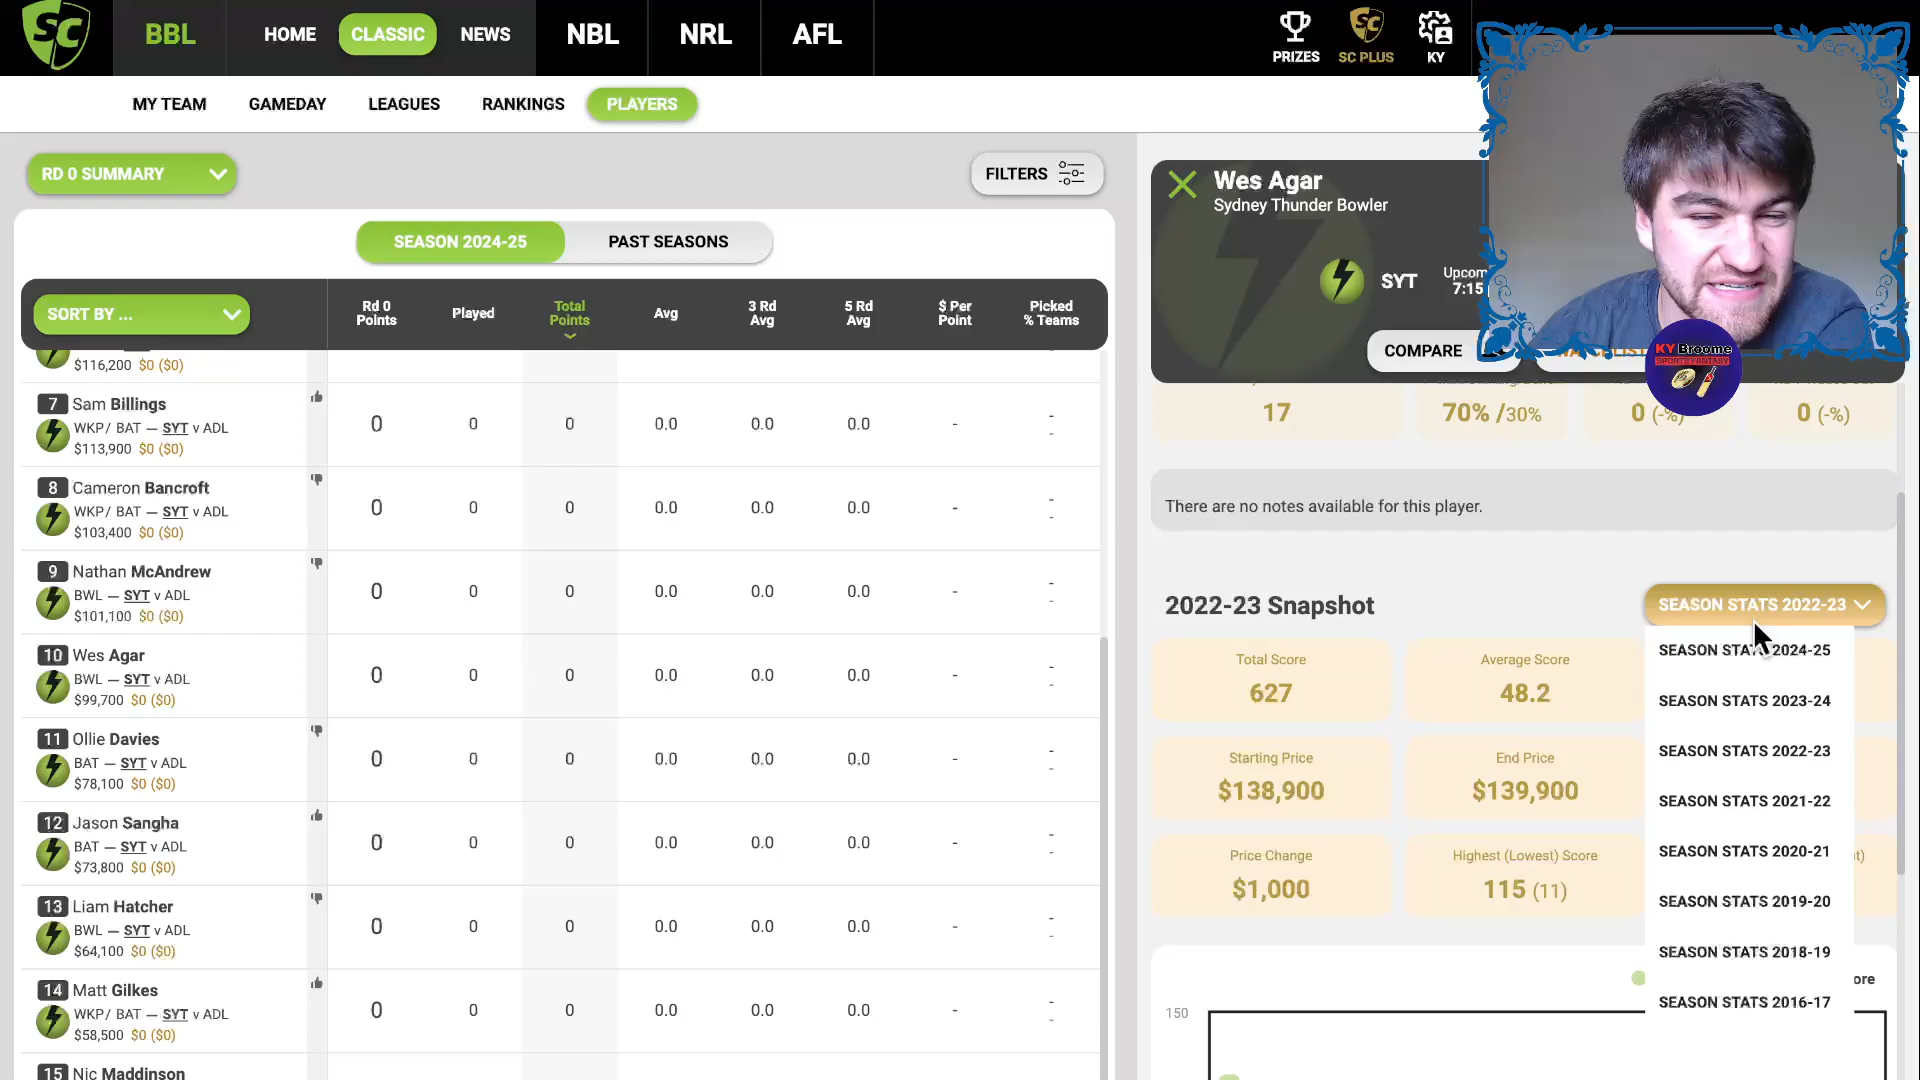 SC
BBL
HOME
CLASSIC
NEWS
NBL
NRL
AFL
PRIZES
SC PLUS
KY
MY TEAM
GAMEDAY
LEAGUES
RANKINGS
PLAYERS
RD 0 SUMMARY
FILTERS
SEASON 2024-25
PAST SEASONS
SORT BY ...
Rd 0 Points
Played
Total Points
Avg
3 Rd Avg
5 Rd Avg
$ Per Point
Picked % Teams
$116,200 $0 ($0)
7 Sam Billings
WKP/ BAT — SYT v ADL
$113,900 $0 ($0)
0 0 0 0.0 0.0 0.0 - - -
8 Cameron Bancroft
WKP/ BAT — SYT v ADL
$103,400 $0 ($0)
0 0 0 0.0 0.0 0.0 - - -
9 Nathan McAndrew
BWL — SYT v ADL
$101,100 $0 ($0)
0 0 0 0.0 0.0 0.0 - - -
10 Wes Agar
BWL — SYT v ADL
$99,700 $0 ($0)
0 0 0 0.0 0.0 0.0 - - -
11 Ollie Davies
BAT — SYT v ADL
$78,100 $0 ($0)
0 0 0 0.0 0.0 0.0 - - -
12 Jason Sangha
BAT — SYT v ADL
$73,800 $0 ($0)
0 0 0 0.0 0.0 0.0 - - -
13 Liam Hatcher
BWL — SYT v ADL
$64,100 $0 ($0)
0 0 0 0.0 0.0 0.0 - - -
14 Matt Gilkes
WKP/ BAT — SYT v ADL
$58,500 $0 ($0)
0 0 0 0.0 0.0 0.0 - - -
15 Nic Maddinson
Wes Agar
Sydney Thunder Bowler
SYT
Upcom
7:15
COMPARE
KY Broome
SPORTS FANTASY
17
70% /30%
0 (-%)
0 (-%)
There are no notes available for this player.
2022-23 Snapshot
SEASON STATS 2022-23
SEASON STATS 2024-25
SEASON STATS 2023-24
SEASON STATS 2022-23
SEASON STATS 2021-22
SEASON STATS 2020-21
SEASON STATS 2019-20
SEASON STATS 2018-19
SEASON STATS 2016-17
Total Score
627
Average Score
48.2
Starting Price
$138,900
End Price
$139,900
Price Change
$1,000
Highest (Lowest) Score
115 (11)
t)
ore
150